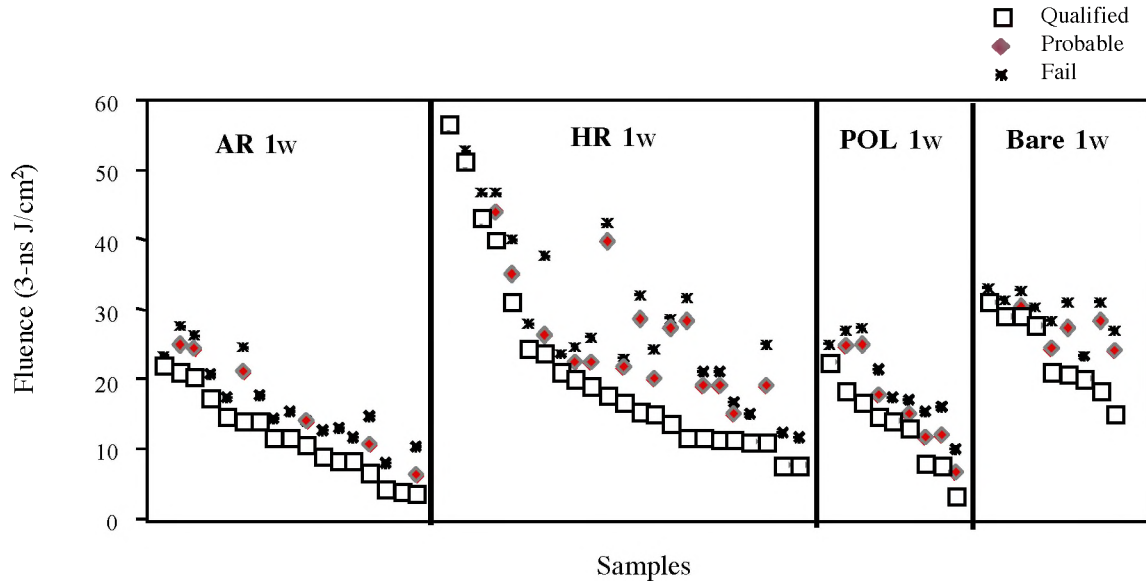 Qualified
Probable
Fail
60
50
40
30
20
10
0
Fluence (3-ns J/cm²)
AR 1w
HR 1w
POL 1w
Bare 1w
Samples